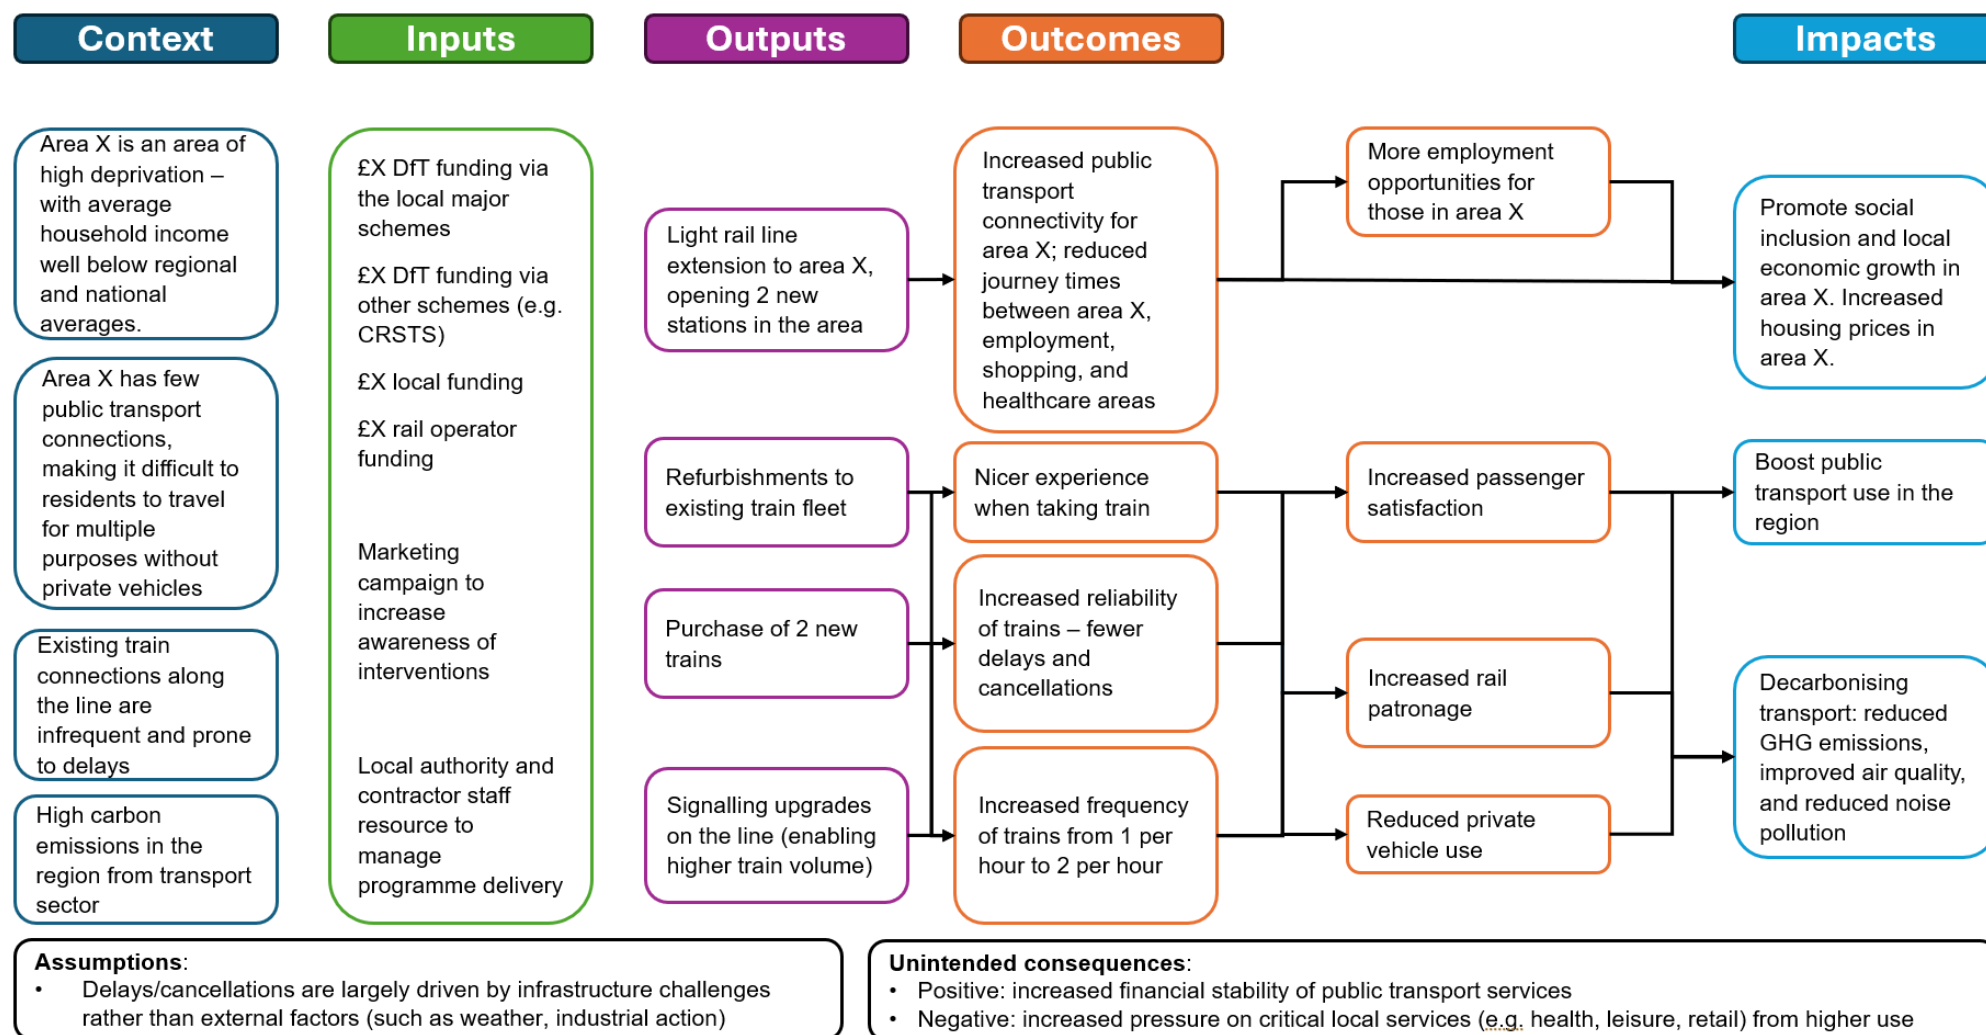 Context
Inputs
Outputs
Outcomes
Impacts
Area X is an area of
high deprivation –
with average
household income
well below regional
and national
averages.
Area X has few
public transport
connections,
making it difficult to
residents to travel
for multiple
purposes without
private vehicles
Existing train
connections along
the line are
infrequent and prone
to delays
High carbon
emissions in the
region from transport
sector
£X DfT funding via
the local major
schemes
£X DfT funding via
other schemes (e.g.
CRSTS)
£X local funding
£X rail operator
funding
Marketing
campaign to
increase
awareness of
interventions
Local authority and
contractor staff
resource to
manage
programme delivery
Light rail line
extension to area X,
opening 2 new
stations in the area
Refurbishments to
existing train fleet
Purchase of 2 new
trains
Signalling upgrades
on the line (enabling
higher train volume)
Increased public
transport
connectivity for
area X; reduced
journey times
between area X,
employment,
shopping, and
healthcare areas
Nicer experience
when taking train
Increased reliability
of trains – fewer
delays and
cancellations
Increased frequency
of trains from 1 per
hour to 2 per hour
More employment
opportunities for
those in area X
Increased passenger
satisfaction
Increased rail
patronage
Reduced private
vehicle use
Promote social
inclusion and local
economic growth in
area X. Increased
housing prices in
area X.
Boost public
transport use in the
region
Decarbonising
transport: reduced
GHG emissions,
improved air quality,
and reduced noise
pollution
Assumptions:
• Delays/cancellations are largely driven by infrastructure challenges
rather than external factors (such as weather, industrial action)
Unintended consequences:
• Positive: increased financial stability of public transport services
• Negative: increased pressure on critical local services (e.g. health, leisure, retail) from higher use